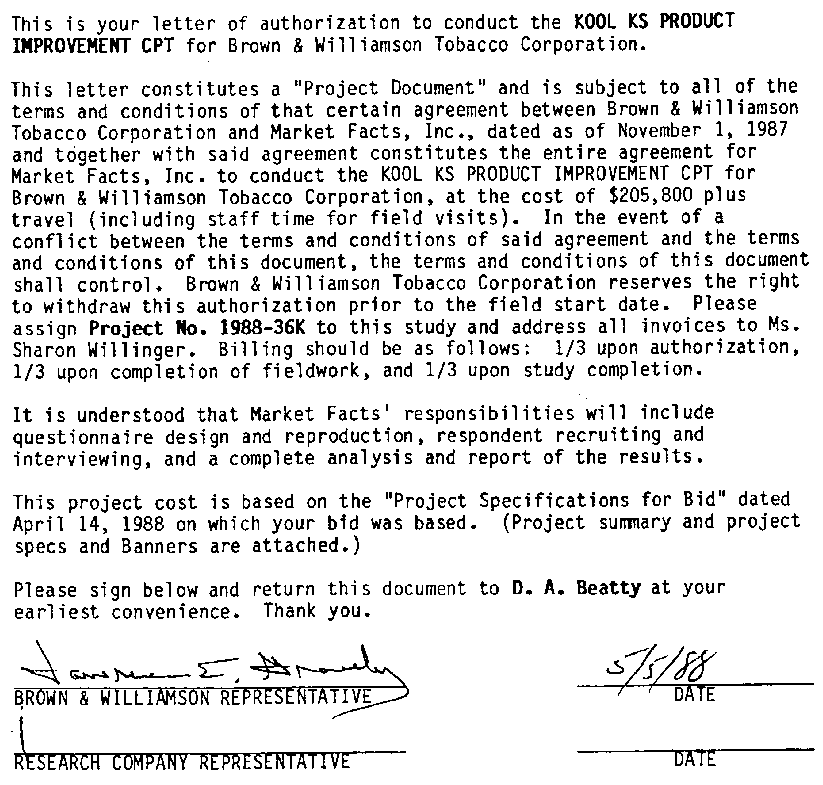 This is your letter of authorization to conduct the KOOL KS PRODUCT
IMPROVEMENT CPT for Brown & Williamson Tobacco Corporation.
This letter constitutes a "Project Document" and is subject to all of the
terms and conditions of that certain agreement between Brown & Williamson
Tobacco Corporation and Market Facts, Inc., dated as of November 1, 1987
and together with said agreement constitutes the entire agreement for
Market Facts, Inc. to conduct the KOOL KS PRODUCT IMPROVEMENT CPT for
Brown & Williamson Tobacco Corporation, at the cost of $205,800 plus
travel (including staff time for field visits). In the event of a
conflict between the terms and conditions of said agreement and the terms
and conditions of this document, the terms and conditions of this document
shall control. Brown & Williamson Tobacco Corporation reserves the right
to withdraw this authorization prior to the field start date. Please
assign Project No. 1988-36K to this study and address all invoices to Ms.
Sharon Willinger. Billing should be as follows: 1/3 upon authorization,
1/3 upon completion of fieldwork, and 1/3 upon study completion.
It is understood that Market Facts' responsibilities will include
questionnaire design and reproduction, respondent recruiting and
interviewing, and a complete analysis and report of the results.
This project cost is based on the "Project Specifications for Bid" dated
April 14, 1988 on which your bid was based. (Project summary and project
specs and Banners are attached.)
Please sign below and return this document to D. A. Beatty at your
earliest convenience. Thank you.
5/5/88
BROWN & WILLIAMSON REPRESENTATIVE DATE
RESEARCH COMPANY REPRESENTATIVE DATE